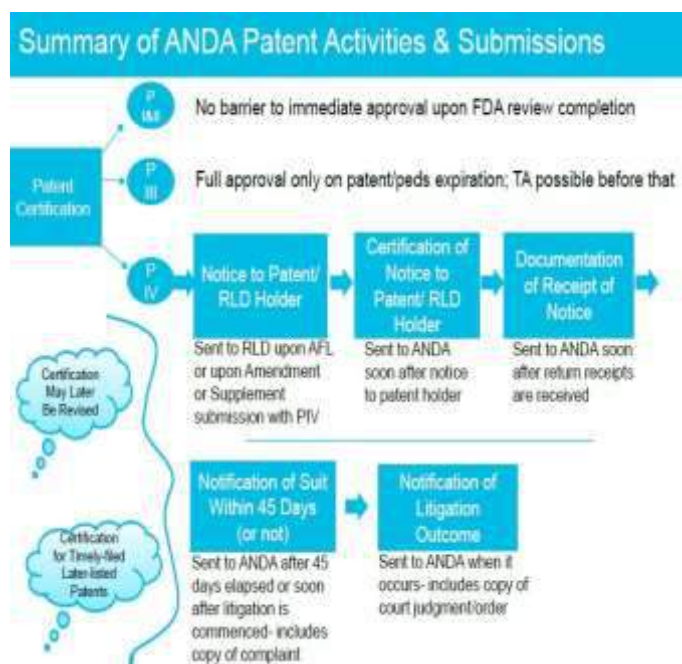 Summary of ANDA Patent Activities & Submissions
P
I/II
No barrier to immediate approval upon FDA review completion
Patent
Certification
P
III
Full approval only on patent/peds expiration; TA possible before that
P
IV
Notice to Patent/
RLD Holder
Certification of
Notice to
Patent/ RLD
Holder
Documentation
of Receipt of
Notice
Sent to RLD upon AFL
or upon Amendment
or Supplement
submission with PIV
Sent to ANDA
soon after notice
to patent holder
Sent to ANDA soon
after return receipts
are received
Certification
May Later
Be Revised
Notification of Suit
Within 45 Days
(or not)
Notification of
Litigation
Outcome
Sent to ANDA after 45
days elapsed or soon
after litigation is
commenced- includes
copy of complaint
Sent to ANDA when it
occurs- includes copy of
court judgment/order
Certification
for Timely-filed
Later-listed
Patents